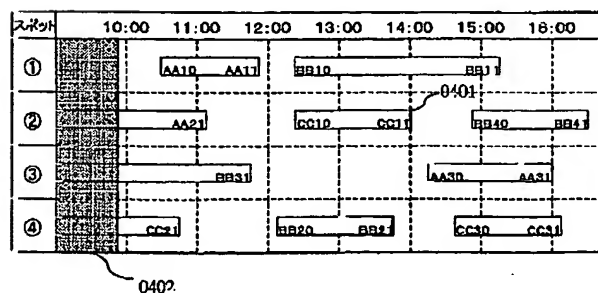 スポット 10:00 11:00 12:00 13:00 14:00 15:00 16:00
① AA10 AA11 BB10 BB11
0401
② AA21 CC10 CC11 BB40 BB41
③ BB31 AA30 AA31
④ CC21 BB20 BB21 CC30 CC31
0402